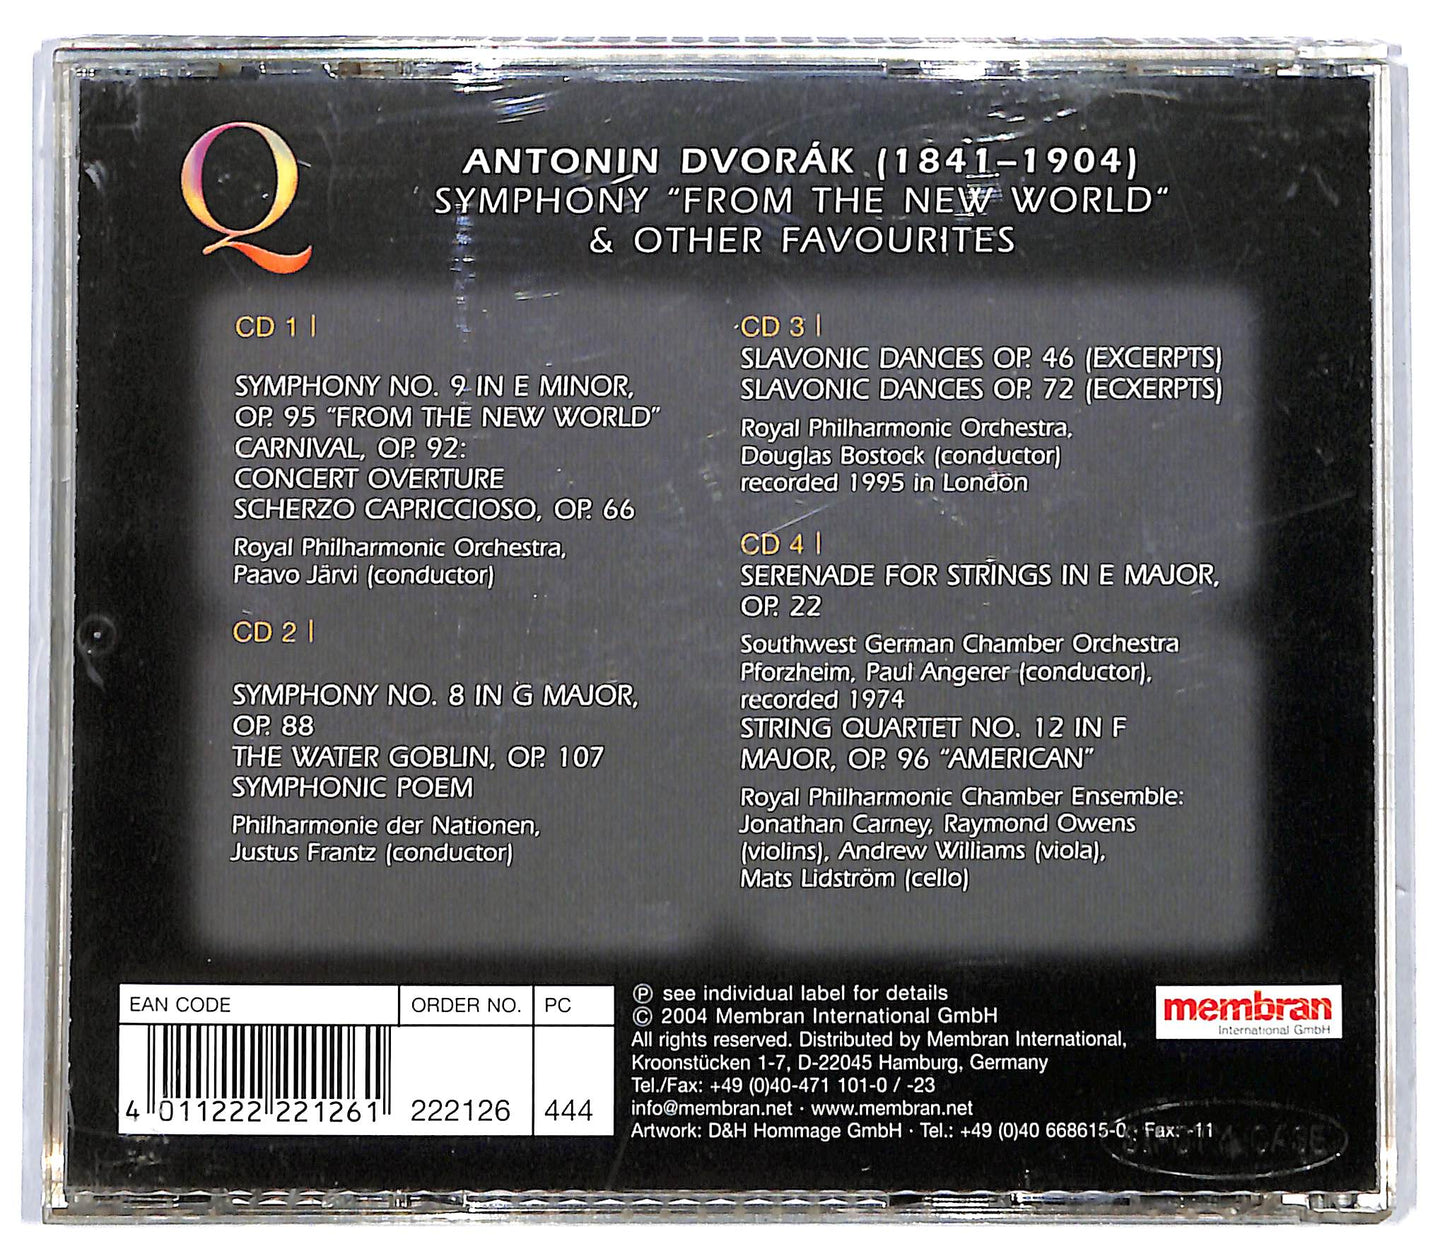 Q
ANTONIN DVORÁK (1841–1904)
SYMPHONY “FROM THE NEW WORLD“
& OTHER FAVOURITES
CD 1 |
SYMPHONY NO. 9 IN E MINOR,
OP. 95 “FROM THE NEW WORLD”
CARNIVAL, OP. 92:
CONCERT OVERTURE
SCHERZO CAPRICCIOSO, OP. 66
Royal Philharmonic Orchestra,
Paavo Järvi (conductor)
CD 2 |
SYMPHONY NO. 8 IN G MAJOR,
OP. 88
THE WATER GOBLIN, OP. 107
SYMPHONIC POEM
Philharmonie der Nationen,
Justus Frantz (conductor)
CD 3 |
SLAVONIC DANCES OP. 46 (EXCERPTS)
SLAVONIC DANCES OP. 72 (ECXERPTS)
Royal Philharmonic Orchestra,
Douglas Bostock (conductor)
recorded 1995 in London
CD 4 |
SERENADE FOR STRINGS IN E MAJOR,
OP. 22
Southwest German Chamber Orchestra
Pforzheim, Paul Angerer (conductor),
recorded 1974
STRING QUARTET NO. 12 IN F
MAJOR, OP. 96 “AMERICAN”
Royal Philharmonic Chamber Ensemble:
Jonathan Carney, Raymond Owens
(violins), Andrew Williams (viola),
Mats Lidström (cello)
EAN CODE
4 011222 221261
ORDER NO.
222126
PC
444
℗ see individual label for details
© 2004 Membran International GmbH
All rights reserved. Distributed by Membran International,
Kroonstücken 1-7, D-22045 Hamburg, Germany
Tel./Fax: +49 (0)40-471 101-0 / -23
info@membran.net · www.membran.net
Artwork: D&H Hommage GmbH · Tel.: +49 (0)40 668615-0, Fax: -11
membran
International GmbH
CASE